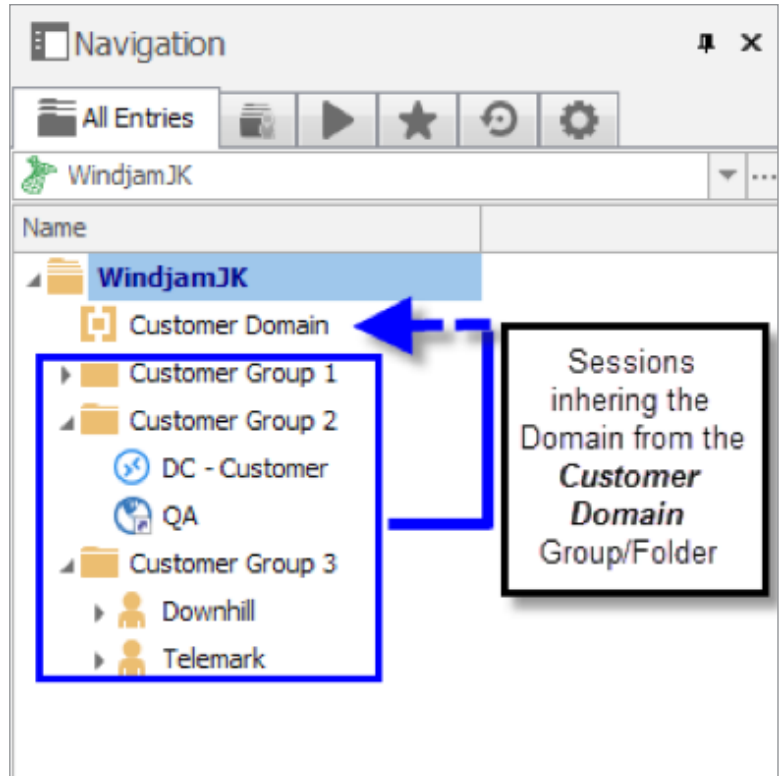 Navigation
All Entries
WindjamJK
Name
WindjamJK
Customer Domain
Customer Group 1
Customer Group 2
DC - Customer
QA
Customer Group 3
Downhill
Telemark
Sessions
inhering the
Domain from the
Customer
Domain
Group/Folder